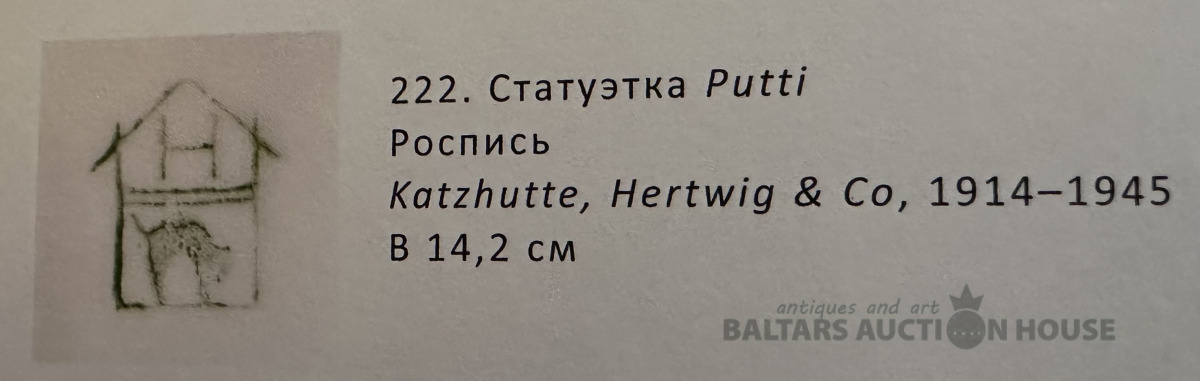 H
222. Статуэтка Putti
Роспись
Katzhutte, Hertwig & Co, 1914–1945
В 14,2 см
antiques and art
BALTARS AUCTION HOUSE